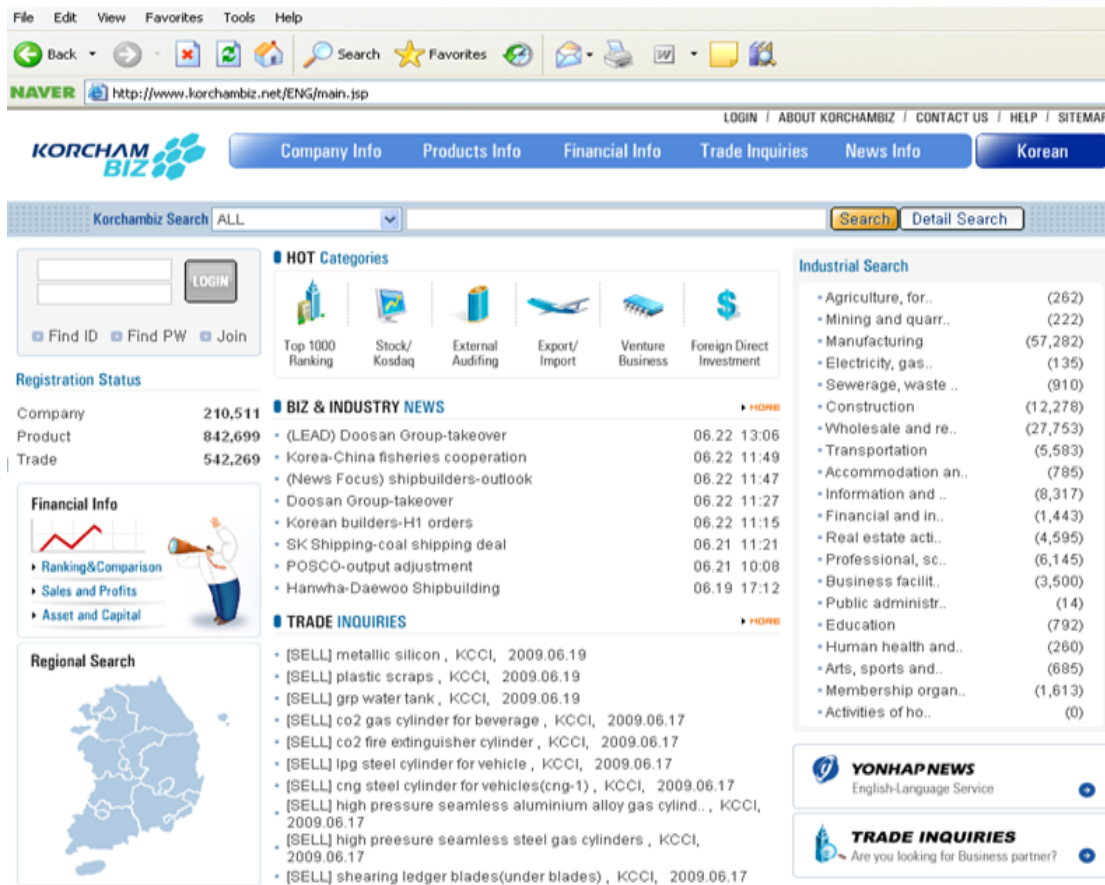 File Edit View Favorites Tools Help
Back Search Favorites
NAVER http://www.korchambiz.net/ENG/main.jsp
LOGIN / ABOUT KORCHAMBIZ / CONTACT US / HELP / SITEMAP
KORCHAM BIZ
Company Info Products Info Financial Info Trade Inquiries News Info Korean
Korchambiz Search ALL Search Detail Search
LOGIN
Find ID Find PW Join
Registration Status
Company 210,511
Product 842,699
Trade 542,269
Financial Info
Ranking&Comparison
Sales and Profits
Asset and Capital
Regional Search
HOT Categories
Top 1000 Ranking
Stock/ Kosdaq
External Audifing
Export/ Import
Venture Business
Foreign Direct Investment
BIZ & INDUSTRY NEWS MORE
(LEAD) Doosan Group-takeover 06.22 13:06
Korea-China fisheries cooperation 06.22 11:49
(News Focus) shipbuilders-outlook 06.22 11:47
Doosan Group-takeover 06.22 11:27
Korean builders-H1 orders 06.22 11:15
SK Shipping-coal shipping deal 06.21 11:21
POSCO-output adjustment 06.21 10:08
Hanwha-Daewoo Shipbuilding 06.19 17:12
TRADE INQUIRIES MORE
[SELL] metallic silicon , KCCI, 2009.06.19
[SELL] plastic scraps , KCCI, 2009.06.19
[SELL] grp water tank , KCCI, 2009.06.19
[SELL] co2 gas cylinder for beverage , KCCI, 2009.06.17
[SELL] co2 fire extinguisher cylinder , KCCI, 2009.06.17
[SELL] lpg steel cylinder for vehicle , KCCI, 2009.06.17
[SELL] cng steel cylinder for vehicles(cng-1) , KCCI, 2009.06.17
[SELL] high pressure seamless aluminium alloy gas cylind.. , KCCI,
2009.06.17
[SELL] high preesure seamless steel gas cylinders , KCCI,
2009.06.17
[SELL] shearing ledger blades(under blades) , KCCI, 2009.06.17
Industrial Search
Agriculture, for.. (262)
Mining and quarr.. (222)
Manufacturing (57,282)
Electricity, gas.. (135)
Sewerage, waste .. (910)
Construction (12,278)
Wholesale and re.. (27,753)
Transportation (5,583)
Accommodation an.. (785)
Information and .. (8,317)
Financial and in.. (1,443)
Real estate acti.. (4,595)
Professional, sc.. (6,145)
Business facilit.. (3,500)
Public administr.. (14)
Education (792)
Human health and.. (260)
Arts, sports and.. (685)
Membership organ.. (1,613)
Activities of ho.. (0)
YONHAP NEWS
English-Language Service
TRADE INQUIRIES
Are you looking for Business partner?